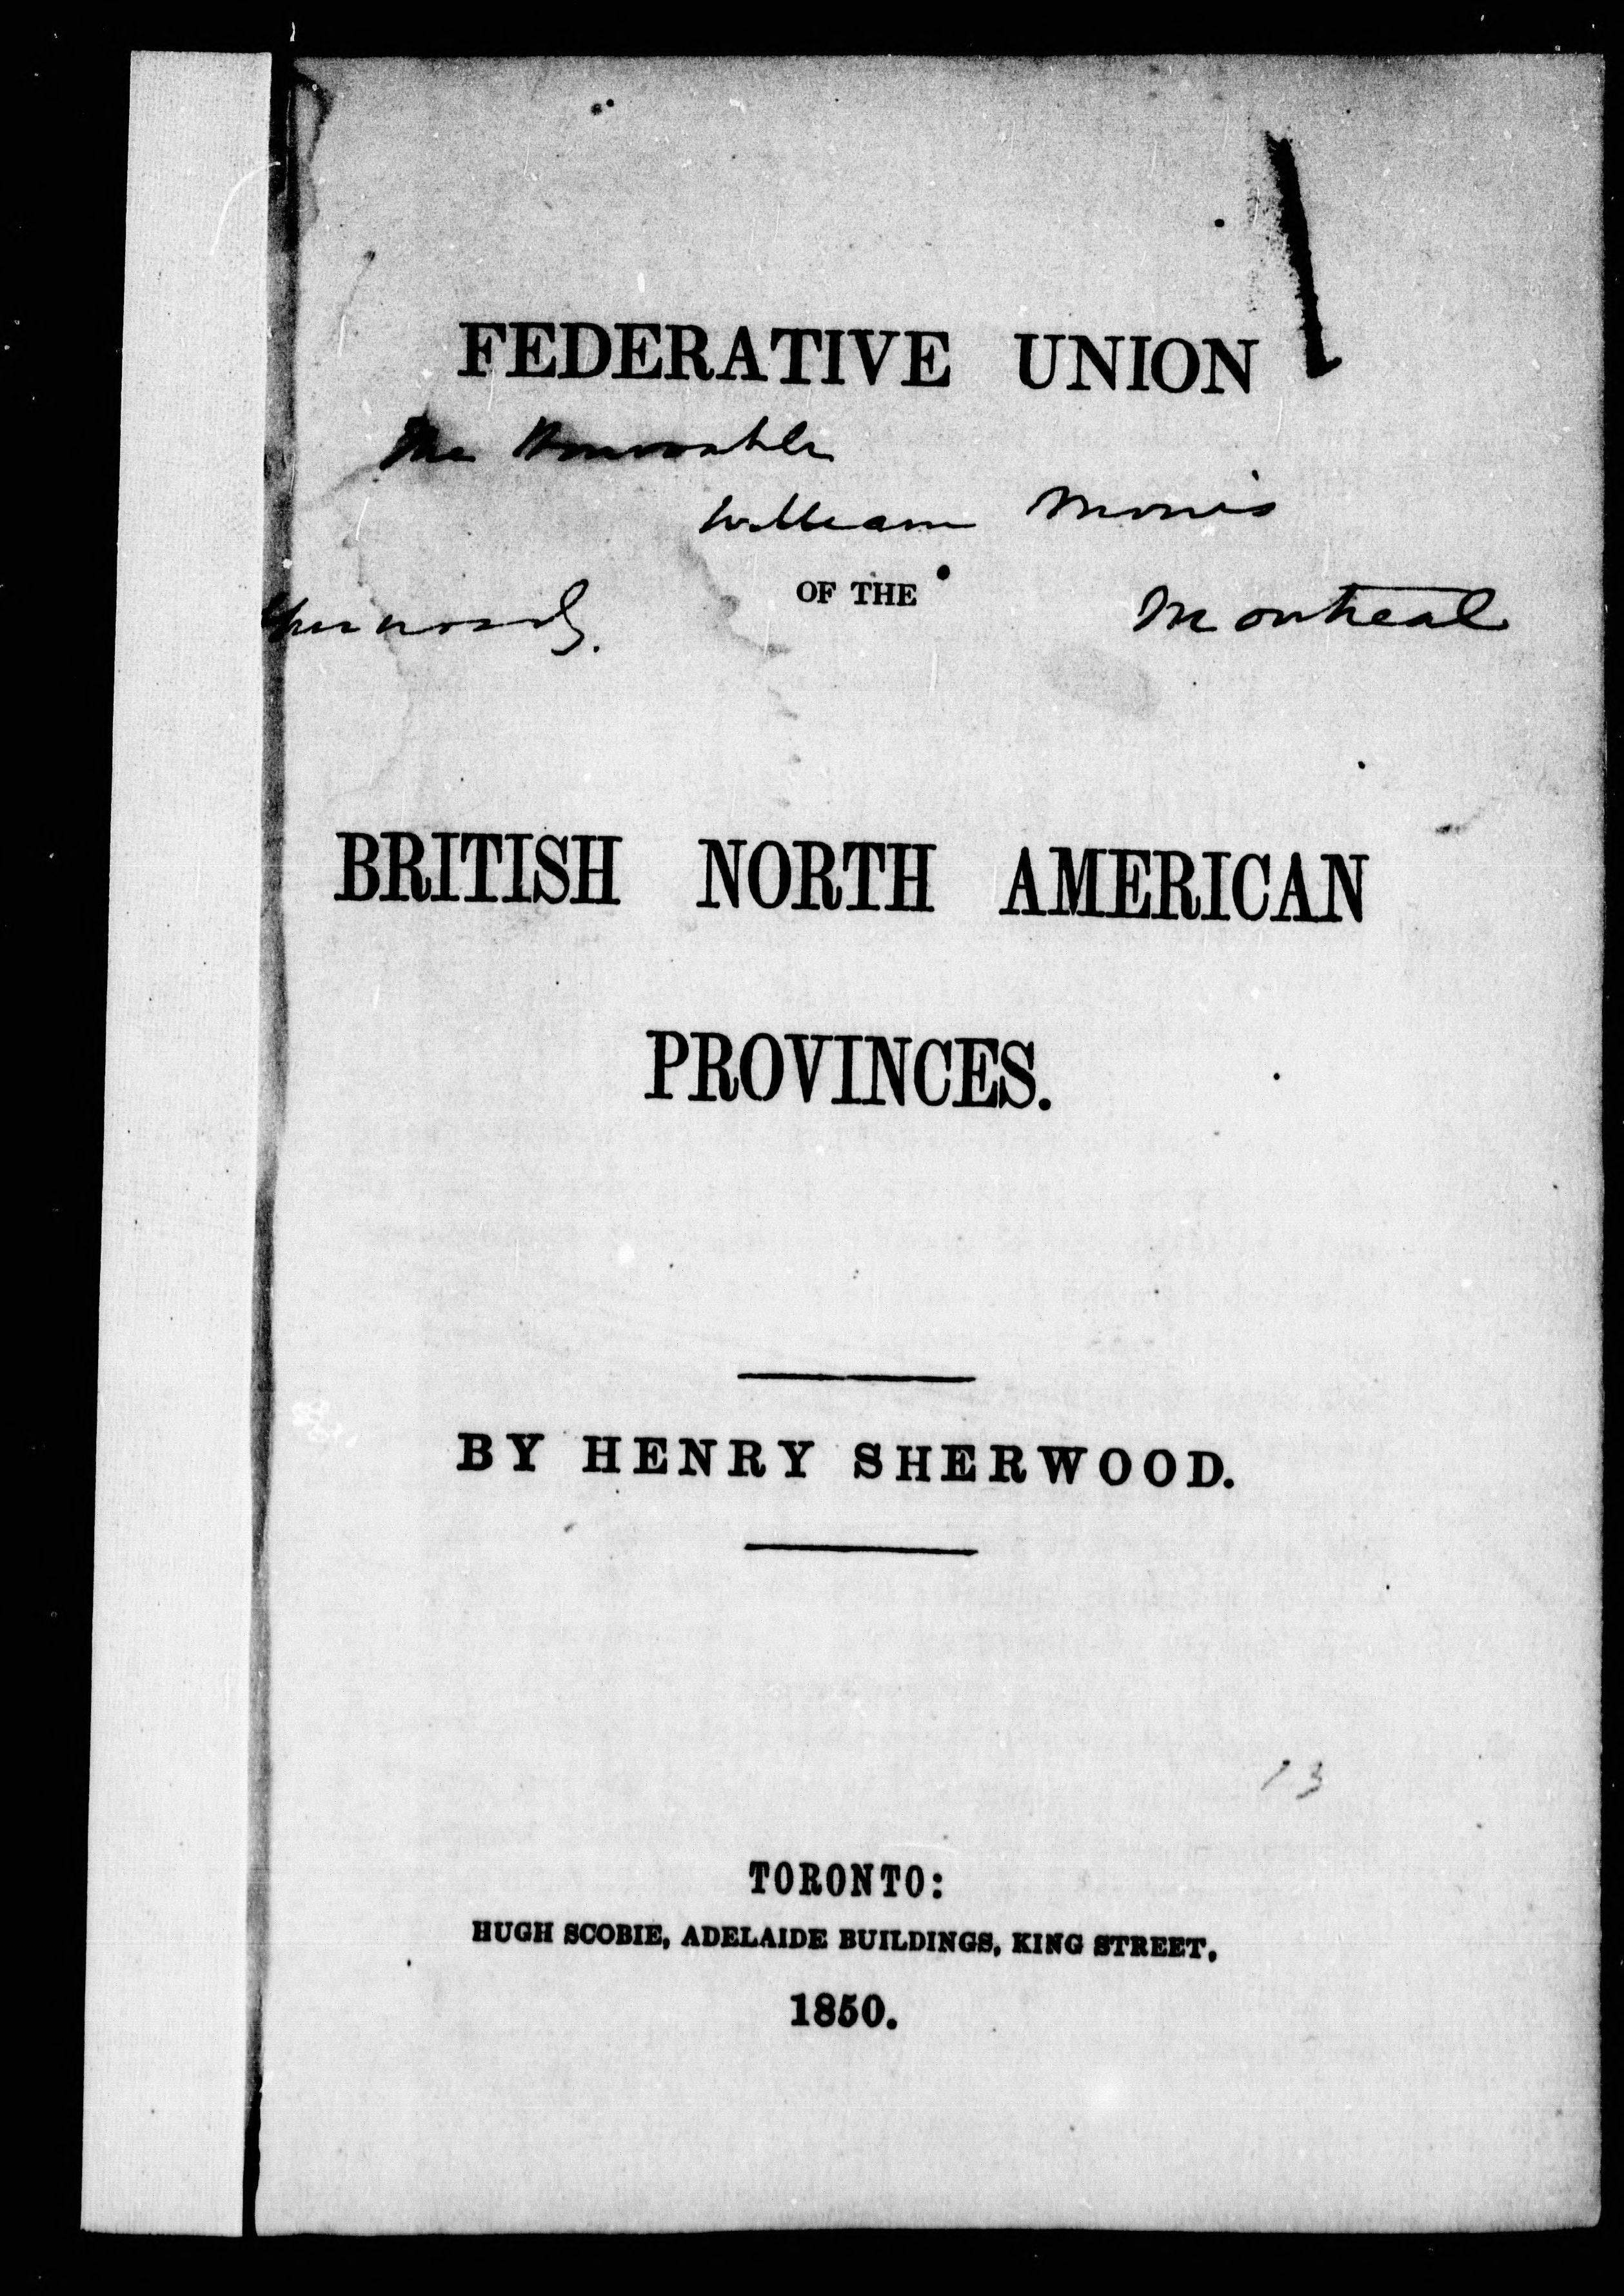 FEDERATIVE UNION
The Honorable
William Morris
OF THE
Sherwood.
Montreal
BRITISH NORTH AMERICAN
PROVINCES.
BY HENRY SHERWOOD.
13
TORONTO:
HUGH SCOBIE, ADELAIDE BUILDINGS, KING STREET.
1850.